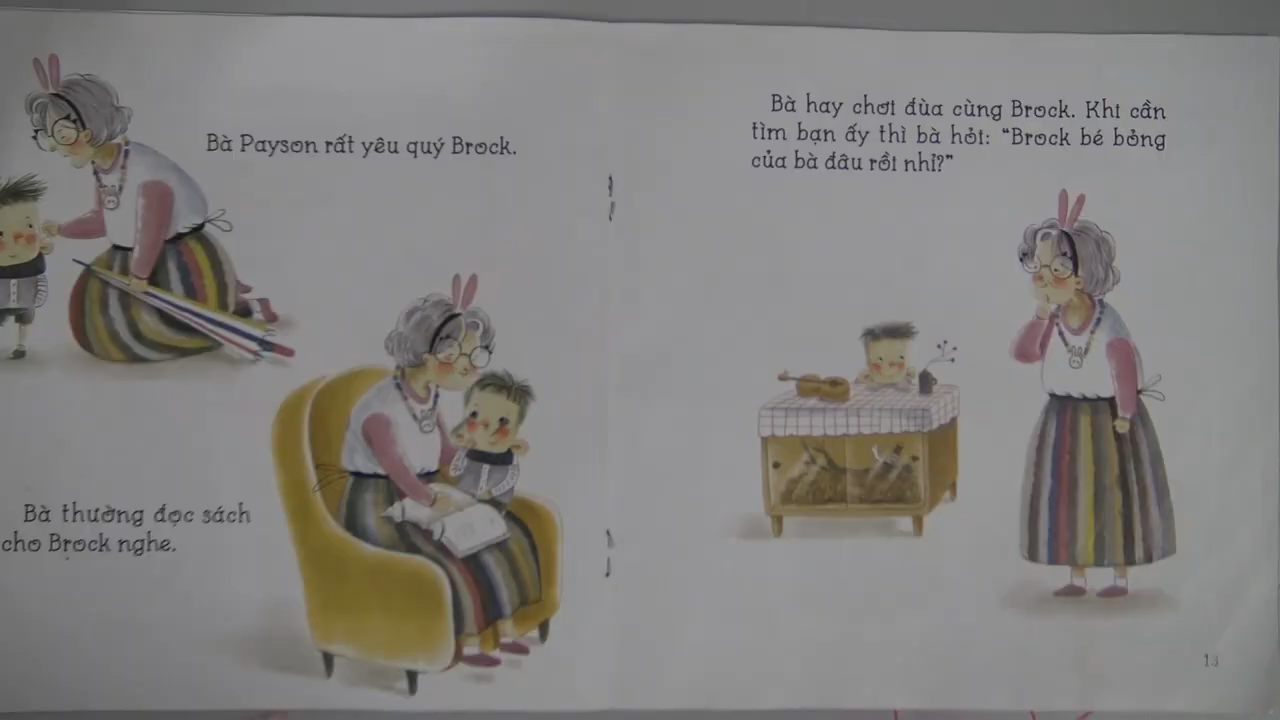 Bà Payson rất yêu quý Brock.
Bà thường đọc sách
cho Brock nghe.
Bà hay chơi đùa cùng Brock. Khi cần
tìm bạn ấy thì bà hỏi: “Brock bé bỏng
của bà đâu rồi nhỉ?”
13